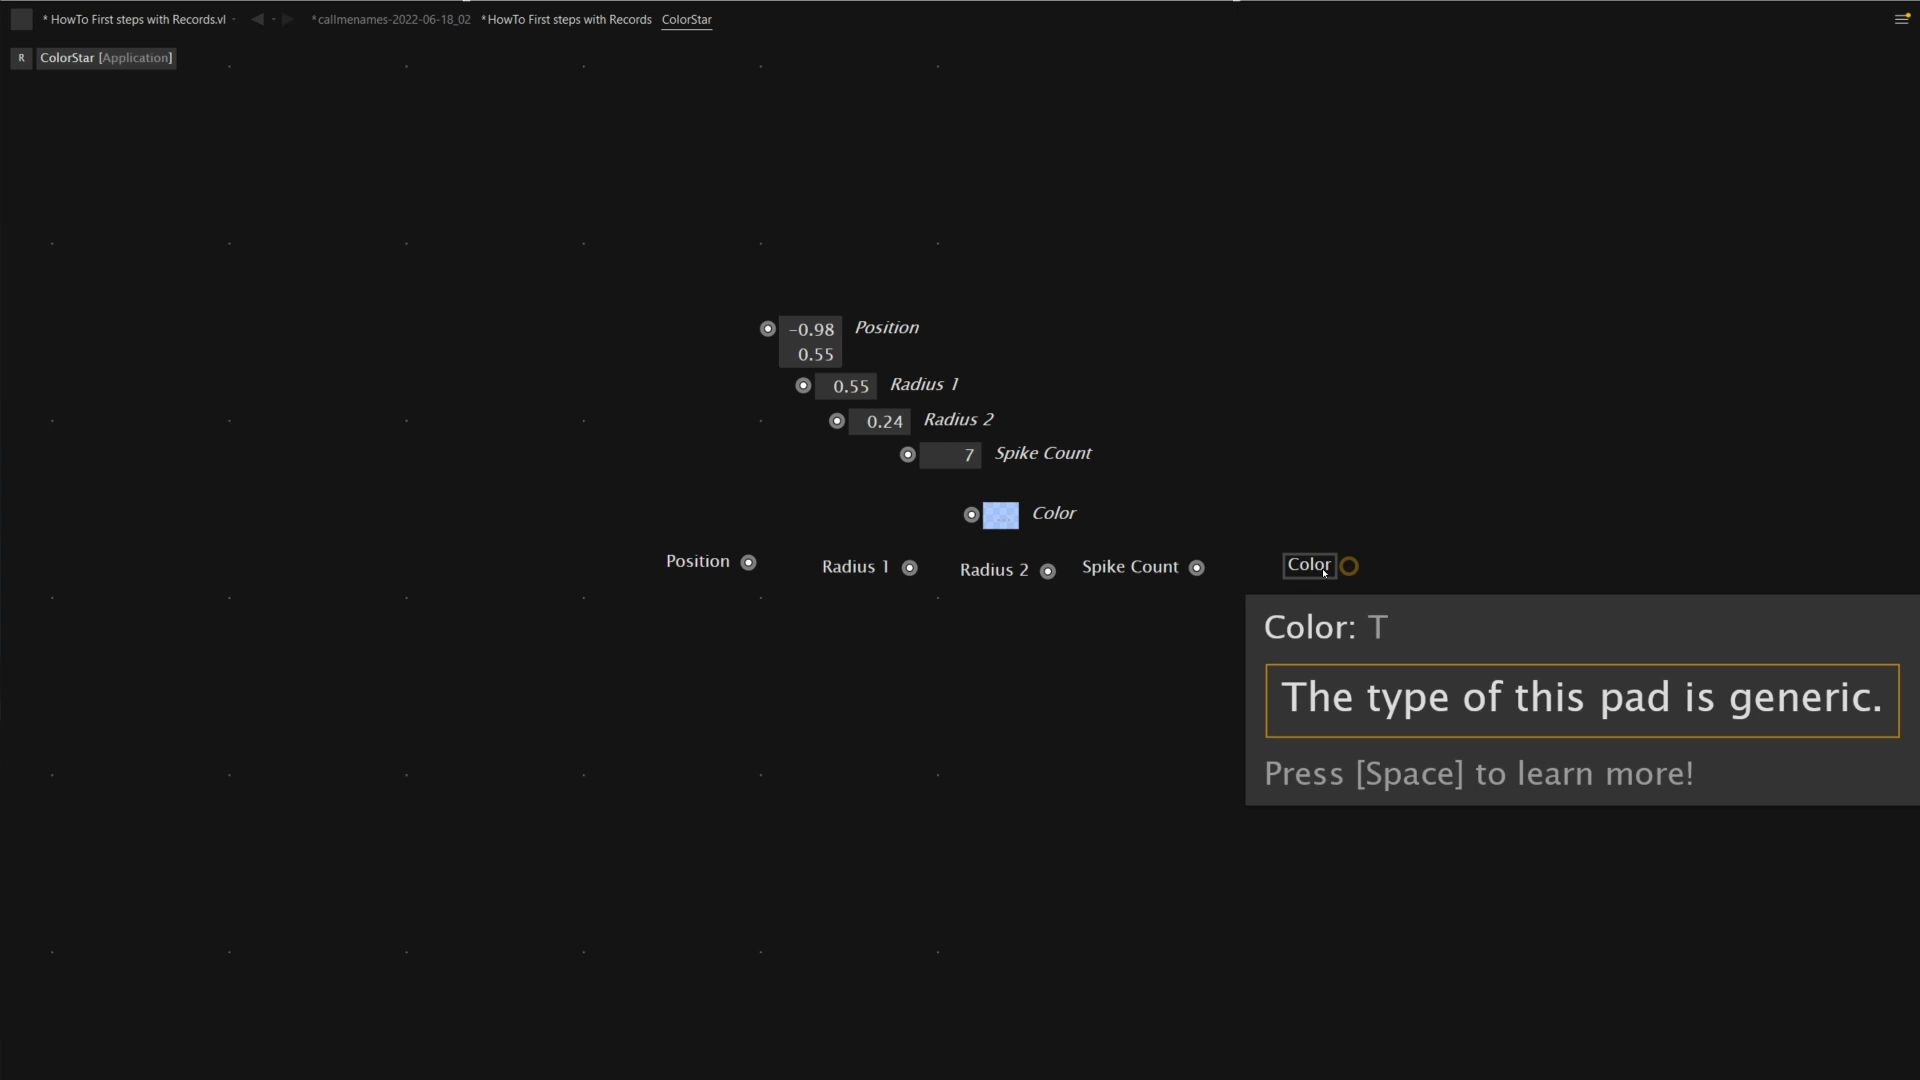 * HowTo First steps with Records.vl
*callmenames-2022-06-18_02
*HowTo First steps with Records
ColorStar
R
ColorStar [Application]
-0.98
0.55
Position
0.55
Radius 1
0.24
Radius 2
7
Spike Count
Color
Position
Radius 1
Radius 2
Spike Count
Color
Color: T
The type of this pad is generic.
Press [Space] to learn more!